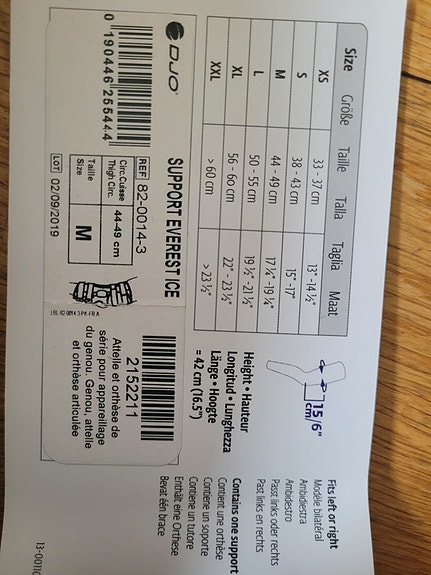 Size Größe Taille Talla Taglia Maat
XS 33 - 37 cm 13" -14 ½"
S 38 - 43 cm 15" -17"
M 44 - 49 cm 17 ¼" -19 ¼"
L 50 - 55 cm 19 ½" -21 ½"
XL 56 - 60 cm 22" - 23 ½"
XXL > 60 cm > 23 ½"
15/6"
cm/
Height • Hauteur
Longitud • Lunghezza
Länge • Hoogte
= 42 cm (16.5")
Fits left or right
Modèle bilatéral
Ambidiestra
Ambidestro
Passt links oder rechts
Past links en rechts
Contains one support
Contient une orthèse
Contiene un soporte
Contiene un tutore
Enthält eine Orthese
Bevat één brace
DJO®
0 190446 255444
SUPPORT EVEREST ICE
REF 82-0014-3
Circ.Cuisse
Thigh Circ. 44-49 cm
Taille
Size M
LOT 02/09/2019
2152211
Attelle et orthèse de
série pour appareillage
du genou. Genou, attelle
et orthèse articulée